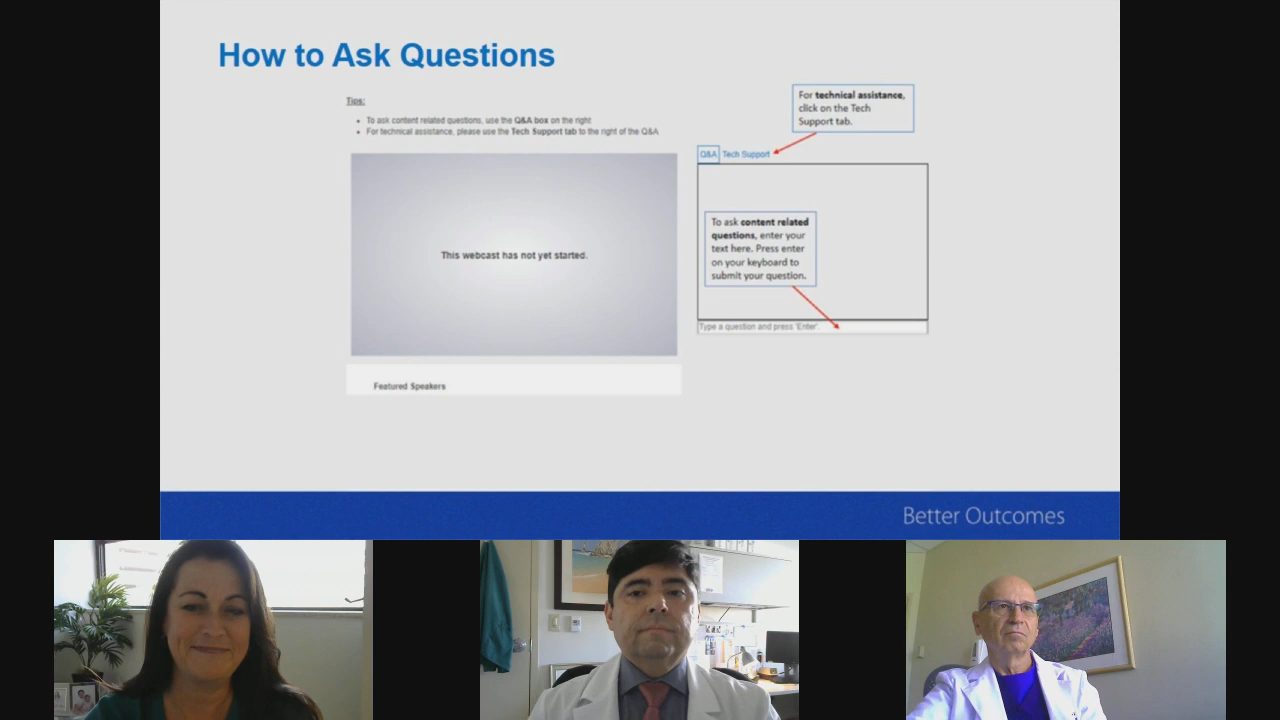 How to Ask Questions
Tips:
To ask content related questions, use the Q&A box on the right
For technical assistance, please use the Tech Support tab to the right of the Q&A
For technical assistance,
click on the Tech
Support tab.
Q&A Tech Support
This webcast has not yet started.
To ask content related
questions, enter your
text here. Press enter
on your keyboard to
submit your question.
Type a question and press 'Enter'.
Featured Speakers
Better Outcomes